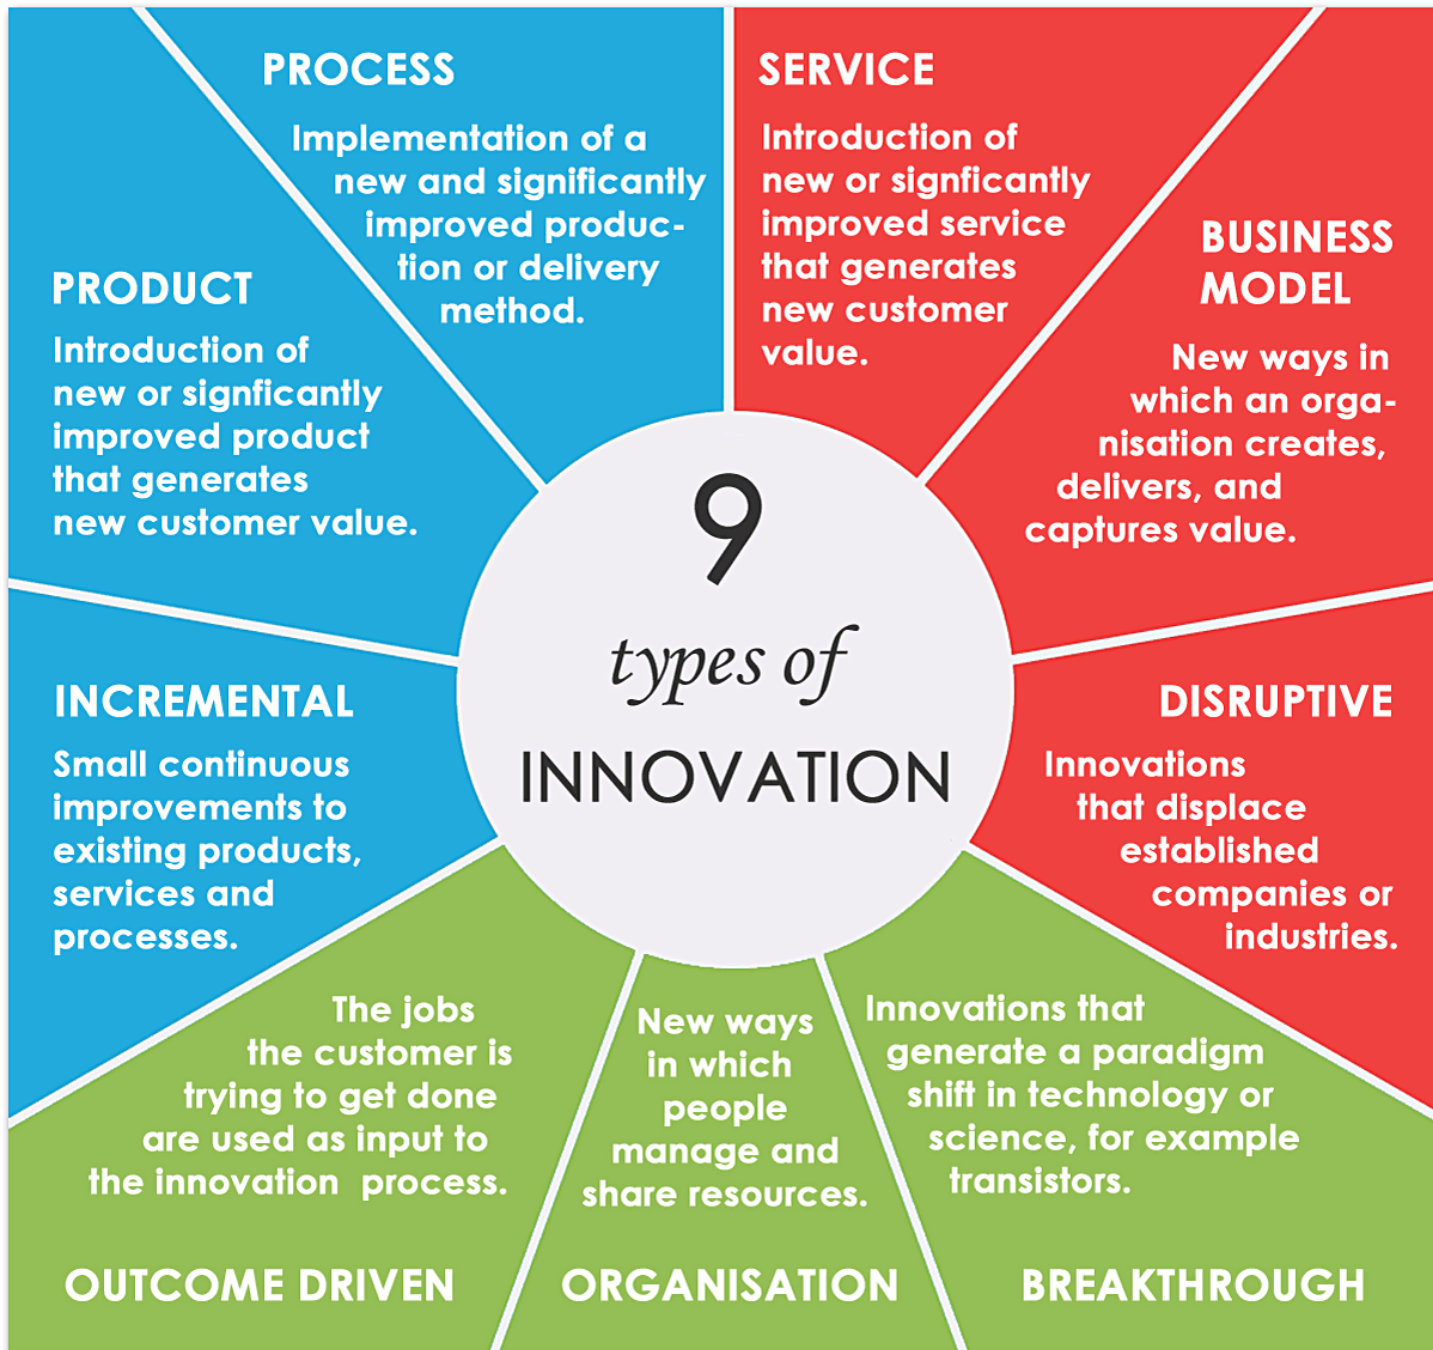 PROCESS
Implementation of a
new and significantly
improved produc-
tion or delivery
method.
SERVICE
Introduction of
new or signficantly
improved service
that generates
new customer
value.
BUSINESS
MODEL
New ways in
which an orga-
nisation creates,
delivers, and
captures value.
PRODUCT
Introduction of
new or signficantly
improved product
that generates
new customer value.
9
types of
INNOVATION
INCREMENTAL
Small continuous
improvements to
existing products,
services and
processes.
DISRUPTIVE
Innovations
that displace
established
companies or
industries.
The jobs
the customer is
trying to get done
are used as input to
the innovation  process.
OUTCOME DRIVEN
New ways
in which
people
manage and
share resources.
ORGANISATION
Innovations that
generate a paradigm
shift in technology or
science, for example
transistors.
BREAKTHROUGH